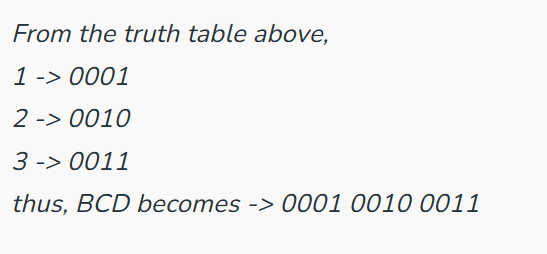 From the truth table above,
1 -> 0001
2 -> 0010
3 -> 0011
thus, BCD becomes -> 0001 0010 0011